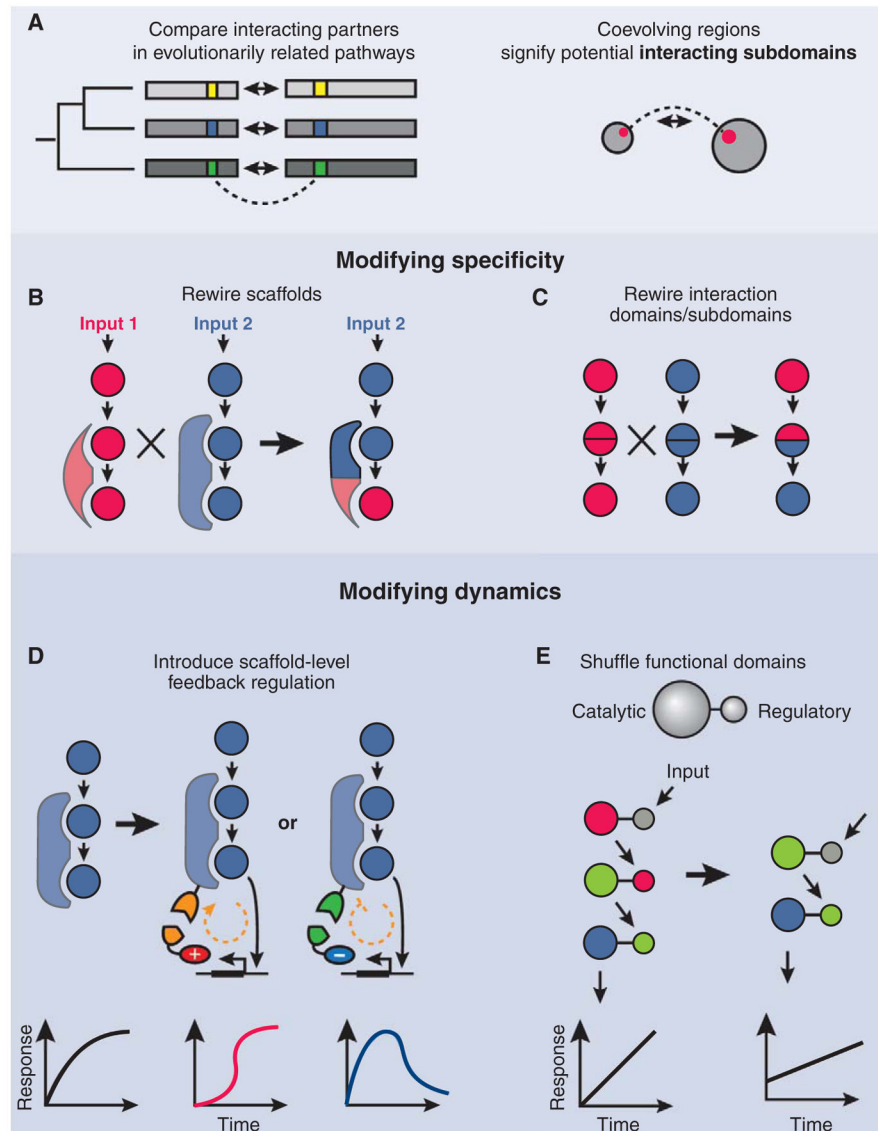 A
Compare interacting partners
in evolutionarily related pathways
Coevolving regions
signify potential interacting subdomains
Modifying specificity
B
Rewire scaffolds
Input 1
Input 2
Input 2
C
Rewire interaction
domains/subdomains
Modifying dynamics
D
Introduce scaffold-level
feedback regulation
or
+
−
Response
Time
E
Shuffle functional domains
Catalytic
Regulatory
Input
Response
Time
Time